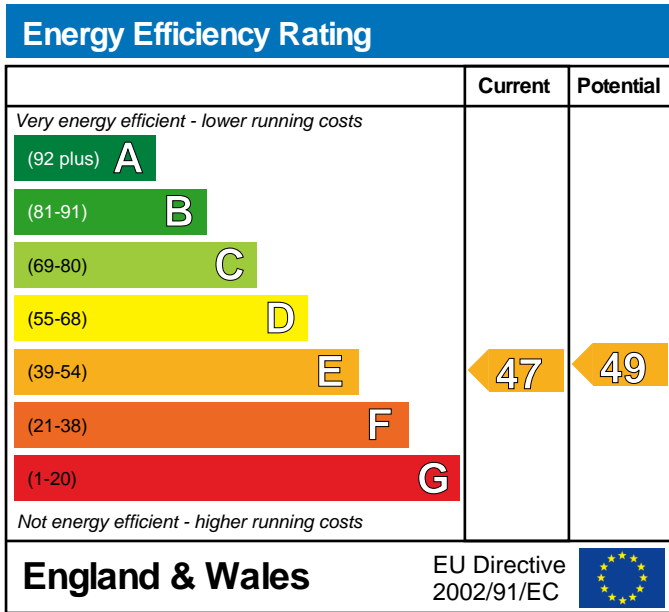 Energy Efficiency Rating
Current Potential
Very energy efficient - lower running costs
(92 plus) A
(81-91) B
(69-80) C
(55-68) D
(39-54) E 47 49
(21-38) F
(1-20) G
Not energy efficient - higher running costs
England & Wales EU Directive
2002/91/EC